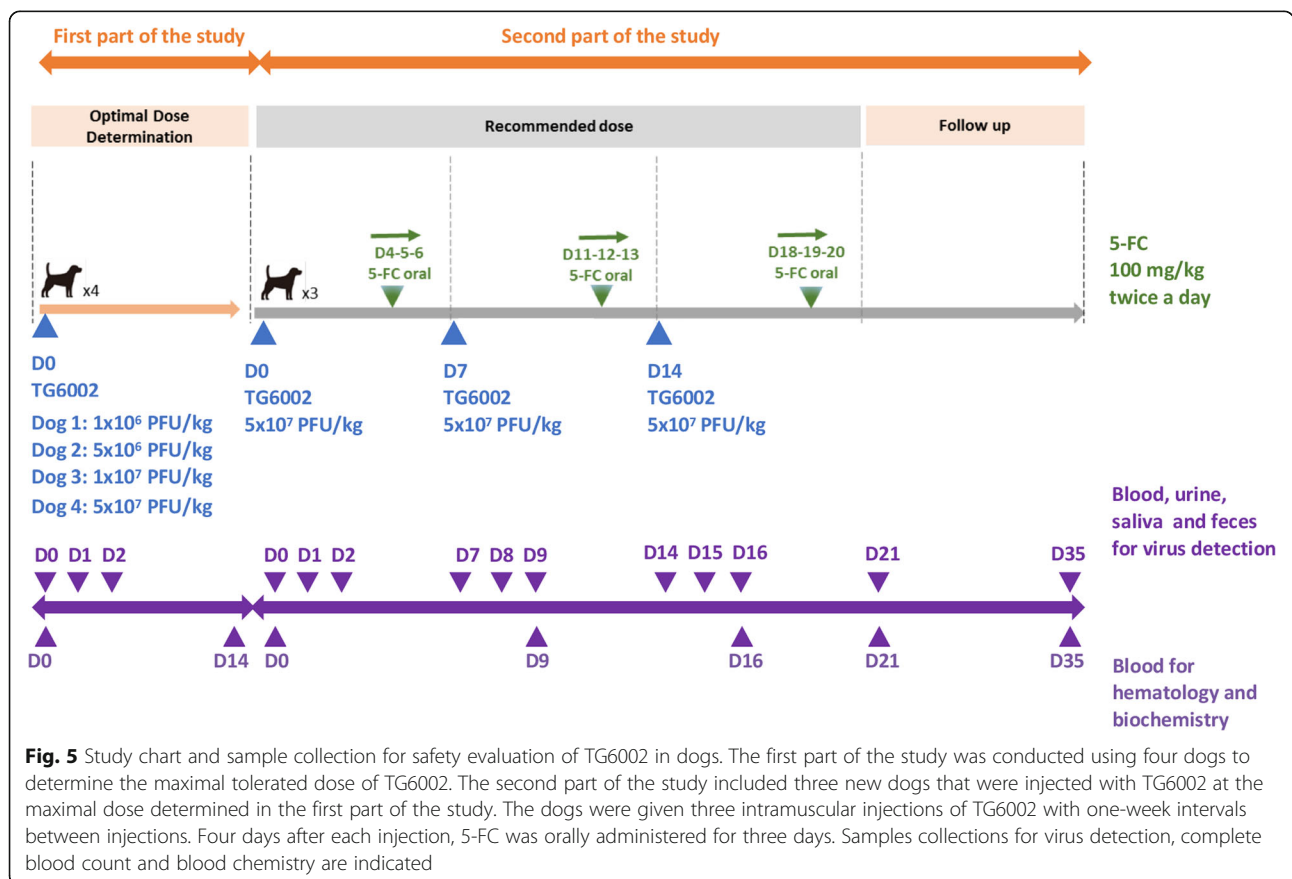 First part of the study
Second part of the study
Optimal Dose
Determination
Recommended dose
Follow up
D4-5-6
5-FC oral
D11-12-13
5-FC oral
D18-19-20
5-FC oral
5-FC
100 mg/kg
twice a day
x4
x3
D0
TG6002
Dog 1: 1x10⁶ PFU/kg
Dog 2: 5x10⁶ PFU/kg
Dog 3: 1x10⁷ PFU/kg
Dog 4: 5x10⁷ PFU/kg
D0
TG6002
5x10⁷ PFU/kg
D7
TG6002
5x10⁷ PFU/kg
D14
TG6002
5x10⁷ PFU/kg
Blood, urine,
saliva and feces
for virus detection
D0 D1 D2 D0 D1 D2 D7 D8 D9 D14 D15 D16 D21 D35
D0 D14 D0 D9 D16 D21 D35
Blood for
hematology and
biochemistry
Fig. 5 Study chart and sample collection for safety evaluation of TG6002 in dogs. The first part of the study was conducted using four dogs to
determine the maximal tolerated dose of TG6002. The second part of the study included three new dogs that were injected with TG6002 at the
maximal dose determined in the first part of the study. The dogs were given three intramuscular injections of TG6002 with one-week intervals
between injections. Four days after each injection, 5-FC was orally administered for three days. Samples collections for virus detection, complete
blood count and blood chemistry are indicated